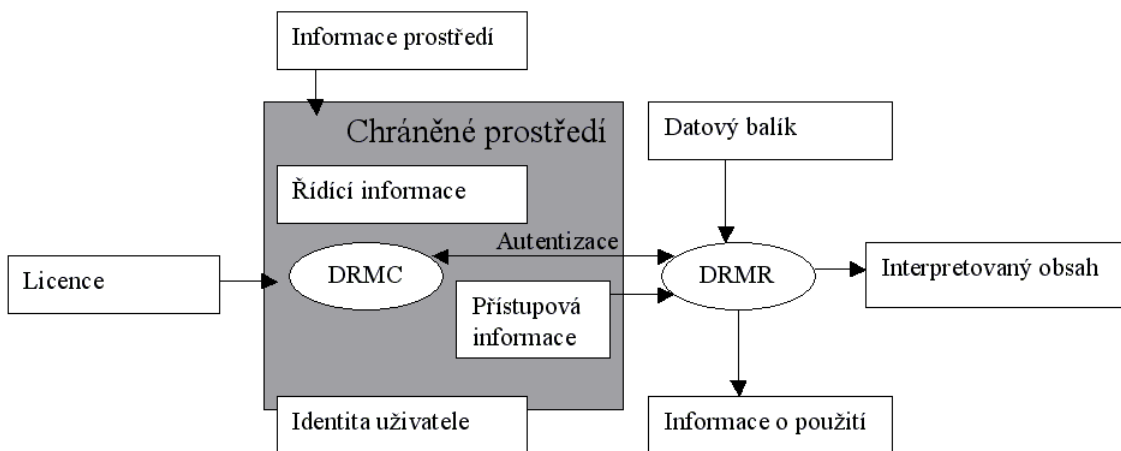 Informace prostředí
Chráněné prostředí
Datový balík
Řídící informace
Autentizace
Licence
DRMC
DRMR
Interpretovaný obsah
Přístupová
informace
Identita uživatele
Informace o použití